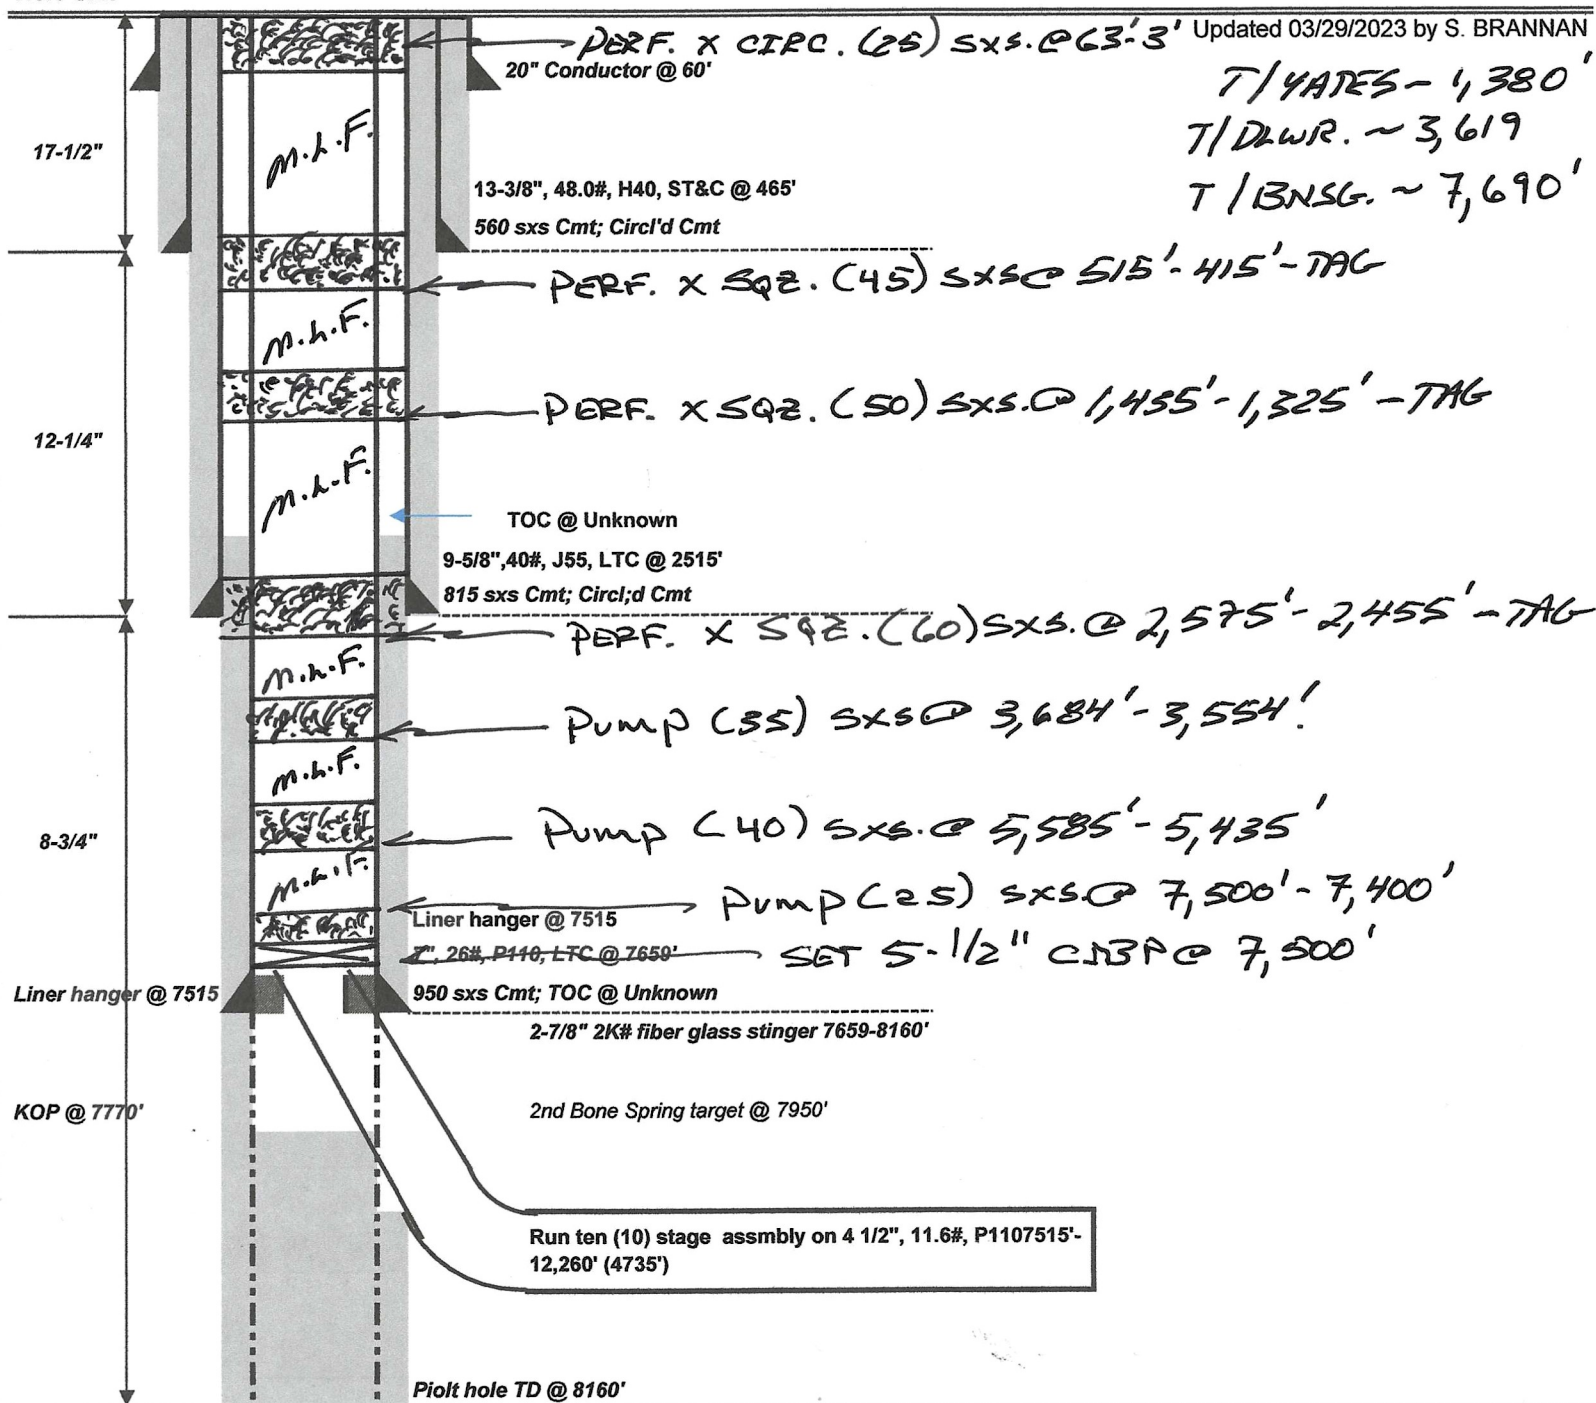 PERF. X CIRC. (25) SXS. @ 63'-3' Updated 03/29/2023 by S. BRANNAN
20" Conductor @ 60'
T/YATES - 1,380'
T/DLWR. ~ 3,619
T/BNSG. ~ 7,690'
17-1/2"
M.L.F.
13-3/8", 48.0#, H40, ST&C @ 465'
560 sxs Cmt; Circl'd Cmt
PERF. X SQZ. (45) SXS @ 515'-415'-TAG
M.L.F.
PERF. X SQZ. (50) SXS. @ 1,435'-1,325'-TAG
12-1/4"
M.L.F.
TOC @ Unknown
9-5/8",40#, J55, LTC @ 2515'
815 sxs Cmt; Circl;d Cmt
PERF. X SQZ. (60) SXS. @ 2,575'-2,455'-TAG
M.L.F.
PUMP (35) SXS @ 3,684'-3,554'
M.L.F.
PUMP (40) SXS. @ 5,585'-5,435'
8-3/4"
M.L.F.
PUMP (25) SXS. @ 7,500'-7,400'
Liner hanger @ 7515
7", 26#, P110, LTC @ 7659'
SET 5-1/2" CIBP @ 7,500'
Liner hanger @ 7515
950 sxs Cmt; TOC @ Unknown
2-7/8" 2K# fiber glass stinger 7659-8160'
KOP @ 7770'
2nd Bone Spring target @ 7950'
Run ten (10) stage assmbly on 4 1/2", 11.6#, P1107515'-
12,260' (4735')
Piolt hole TD @ 8160'